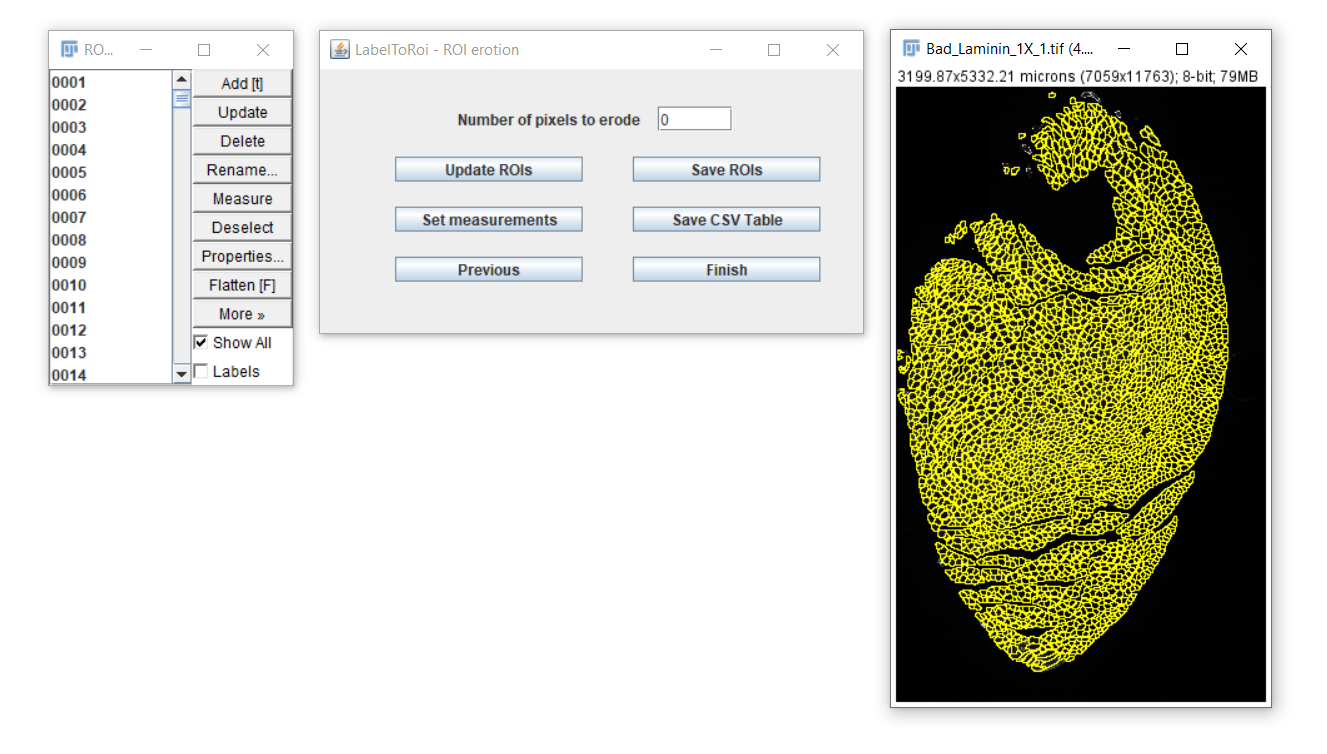 RO...
0001
0002
0003
0004
0005
0006
0007
0008
0009
0010
0011
0012
0013
0014
Add [t]
Update
Delete
Rename...
Measure
Deselect
Properties...
Flatten [F]
More »
Show All
Labels
LabelToRoi - ROI erotion
Number of pixels to erode 0
Update ROIs Save ROIs
Set measurements Save CSV Table
Previous Finish
Bad_Laminin_1X_1.tif (4....
3199.87x5332.21 microns (7059x11763); 8-bit; 79MB